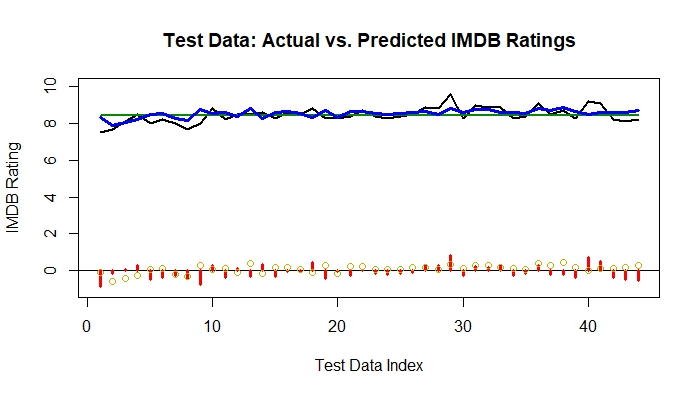 Test Data: Actual vs. Predicted IMDB Ratings
IMDB Rating
10
8
6
4
2
0
0 10 20 30 40
Test Data Index